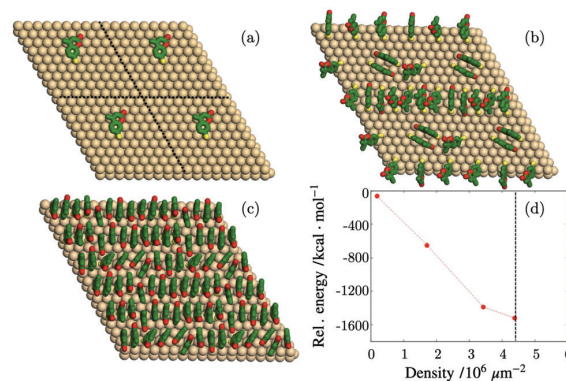 (a)
(b)
(c)
(d)
Rel. energy /kcal · mol⁻¹
0
-400
-800
-1200
-1600
0 1 2 3 4 5 6
Density /10⁶ μm⁻²